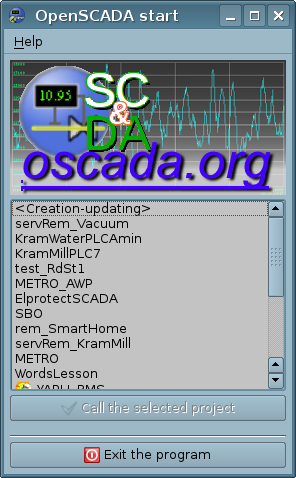 OpenSCADA start
Help
10.95
SC
&
DA
.oscada.org
<Creation-updating>
servRem_Vacuum
KramWaterPLCAmin
KramMillPLC7
test_RdSt1
METRO_AWP
ElprotectSCADA
SBO
rem_SmartHome
servRem_KramMill
METRO
WordsLesson
Call the selected project
Exit the program